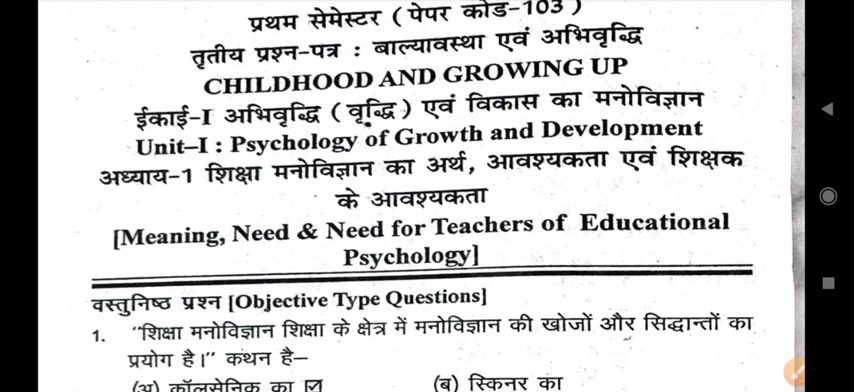 प्रथम सेमेस्टर ( पेपर कोड-103 )
तृतीय प्रश्न-पत्र : बाल्यावस्था एवं अभिवृद्धि
CHILDHOOD AND GROWING UP
ईकाई-I अभिवृद्धि ( वृद्धि ) एवं विकास का मनोविज्ञान
Unit–I : Psychology of Growth and Development
अध्याय-1 शिक्षा मनोविज्ञान का अर्थ, आवश्यकता एवं शिक्षक
के आवश्यकता
[Meaning, Need & Need for Teachers of Educational
Psychology]
वस्तुनिष्ठ प्रश्न [Objective Type Questions]
1. "शिक्षा मनोविज्ञान शिक्षा के क्षेत्र में मनोविज्ञान की खोजों और सिद्धान्तों का
प्रयोग है।" कथन है–
(अ) कॉलसेनिक का ☑ (ब) स्किनर का